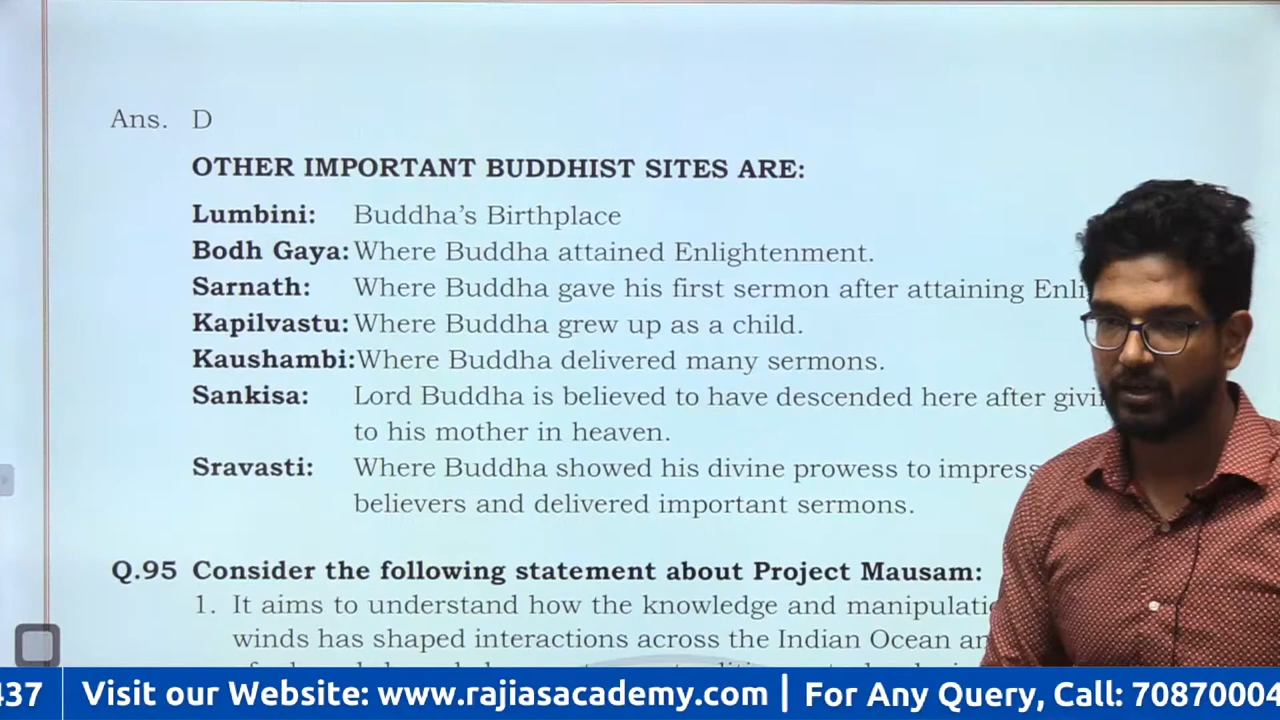 Ans. D
OTHER IMPORTANT BUDDHIST SITES ARE:
Lumbini: Buddha’s Birthplace
Bodh Gaya: Where Buddha attained Enlightenment.
Sarnath: Where Buddha gave his first sermon after attaining
Kapilvastu: Where Buddha grew up as a child.
Kaushambi: Where Buddha delivered many sermons.
Sankisa: Lord Buddha is believed to have descended here after
to his mother in heaven.
Sravasti: Where Buddha showed his divine prowess to impress
believers and delivered important sermons.
Q.95 Consider the following statement about Project Mausam:
1. It aims to understand how the knowledge and
winds has shaped interactions across the Indian Ocean
437 Visit our Website: www.rajiasacademy.com | For Any Query, Call: 70870004